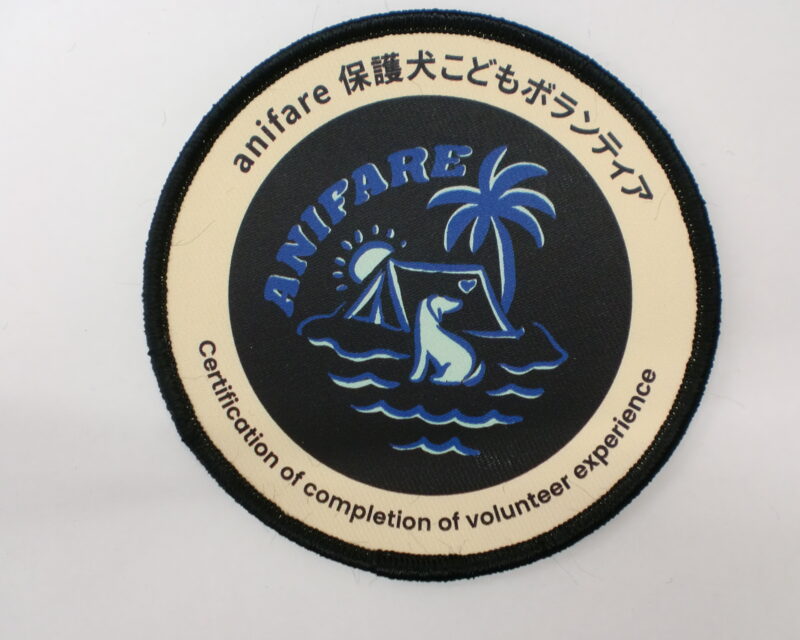 anifare 保護犬こどもボランティア
ANIFARE
Certification of completion of volunteer experience